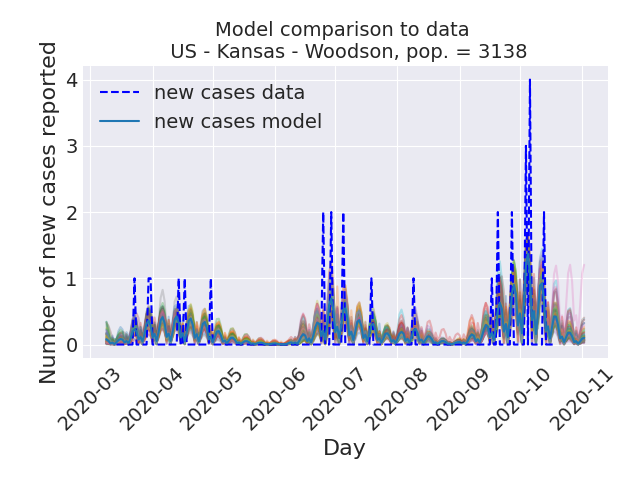 Model comparison to data
US - Kansas - Woodson, pop. = 3138
Number of new cases reported
4
3
2
1
0
new cases data
new cases model
2020-03
2020-04
2020-05
2020-06
2020-07
2020-08
2020-09
2020-10
2020-11
Day